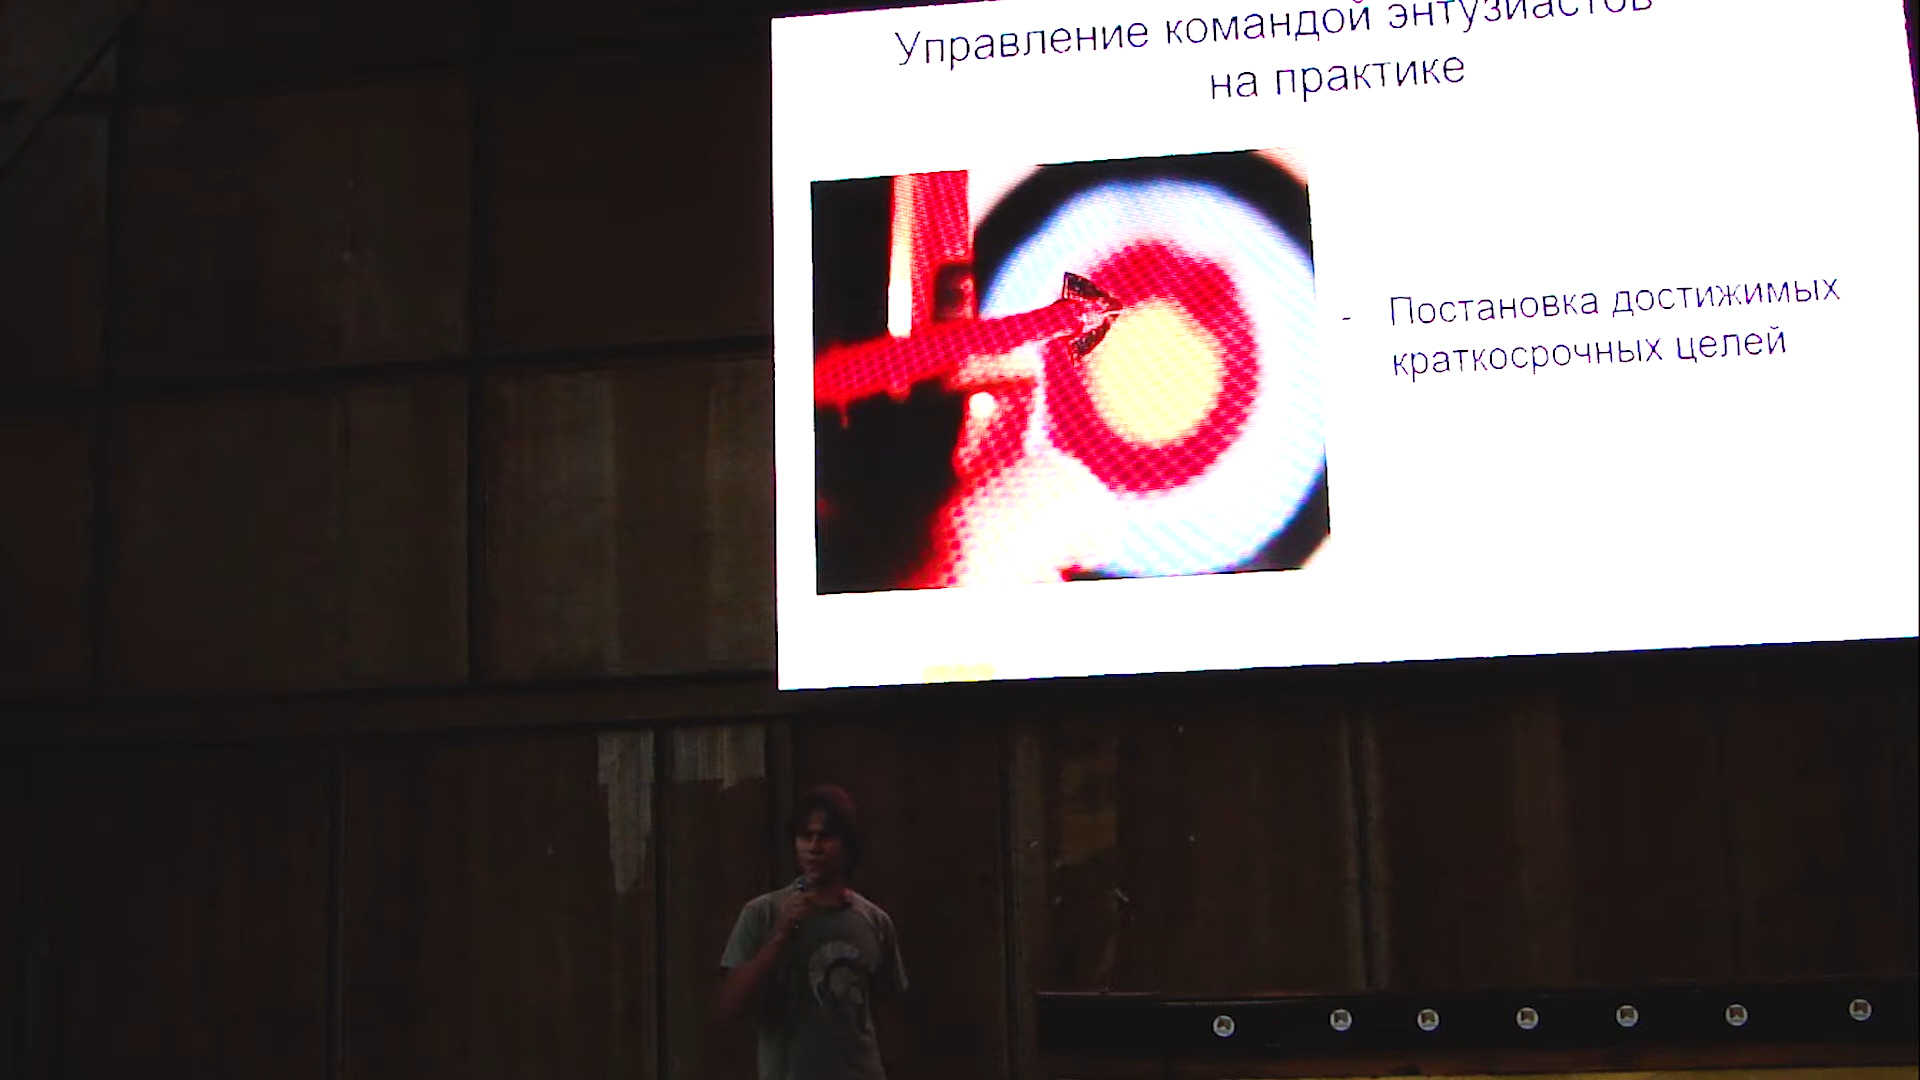 Управление командой энтузиастов
на практике
- Постановка достижимых
краткосрочных целей